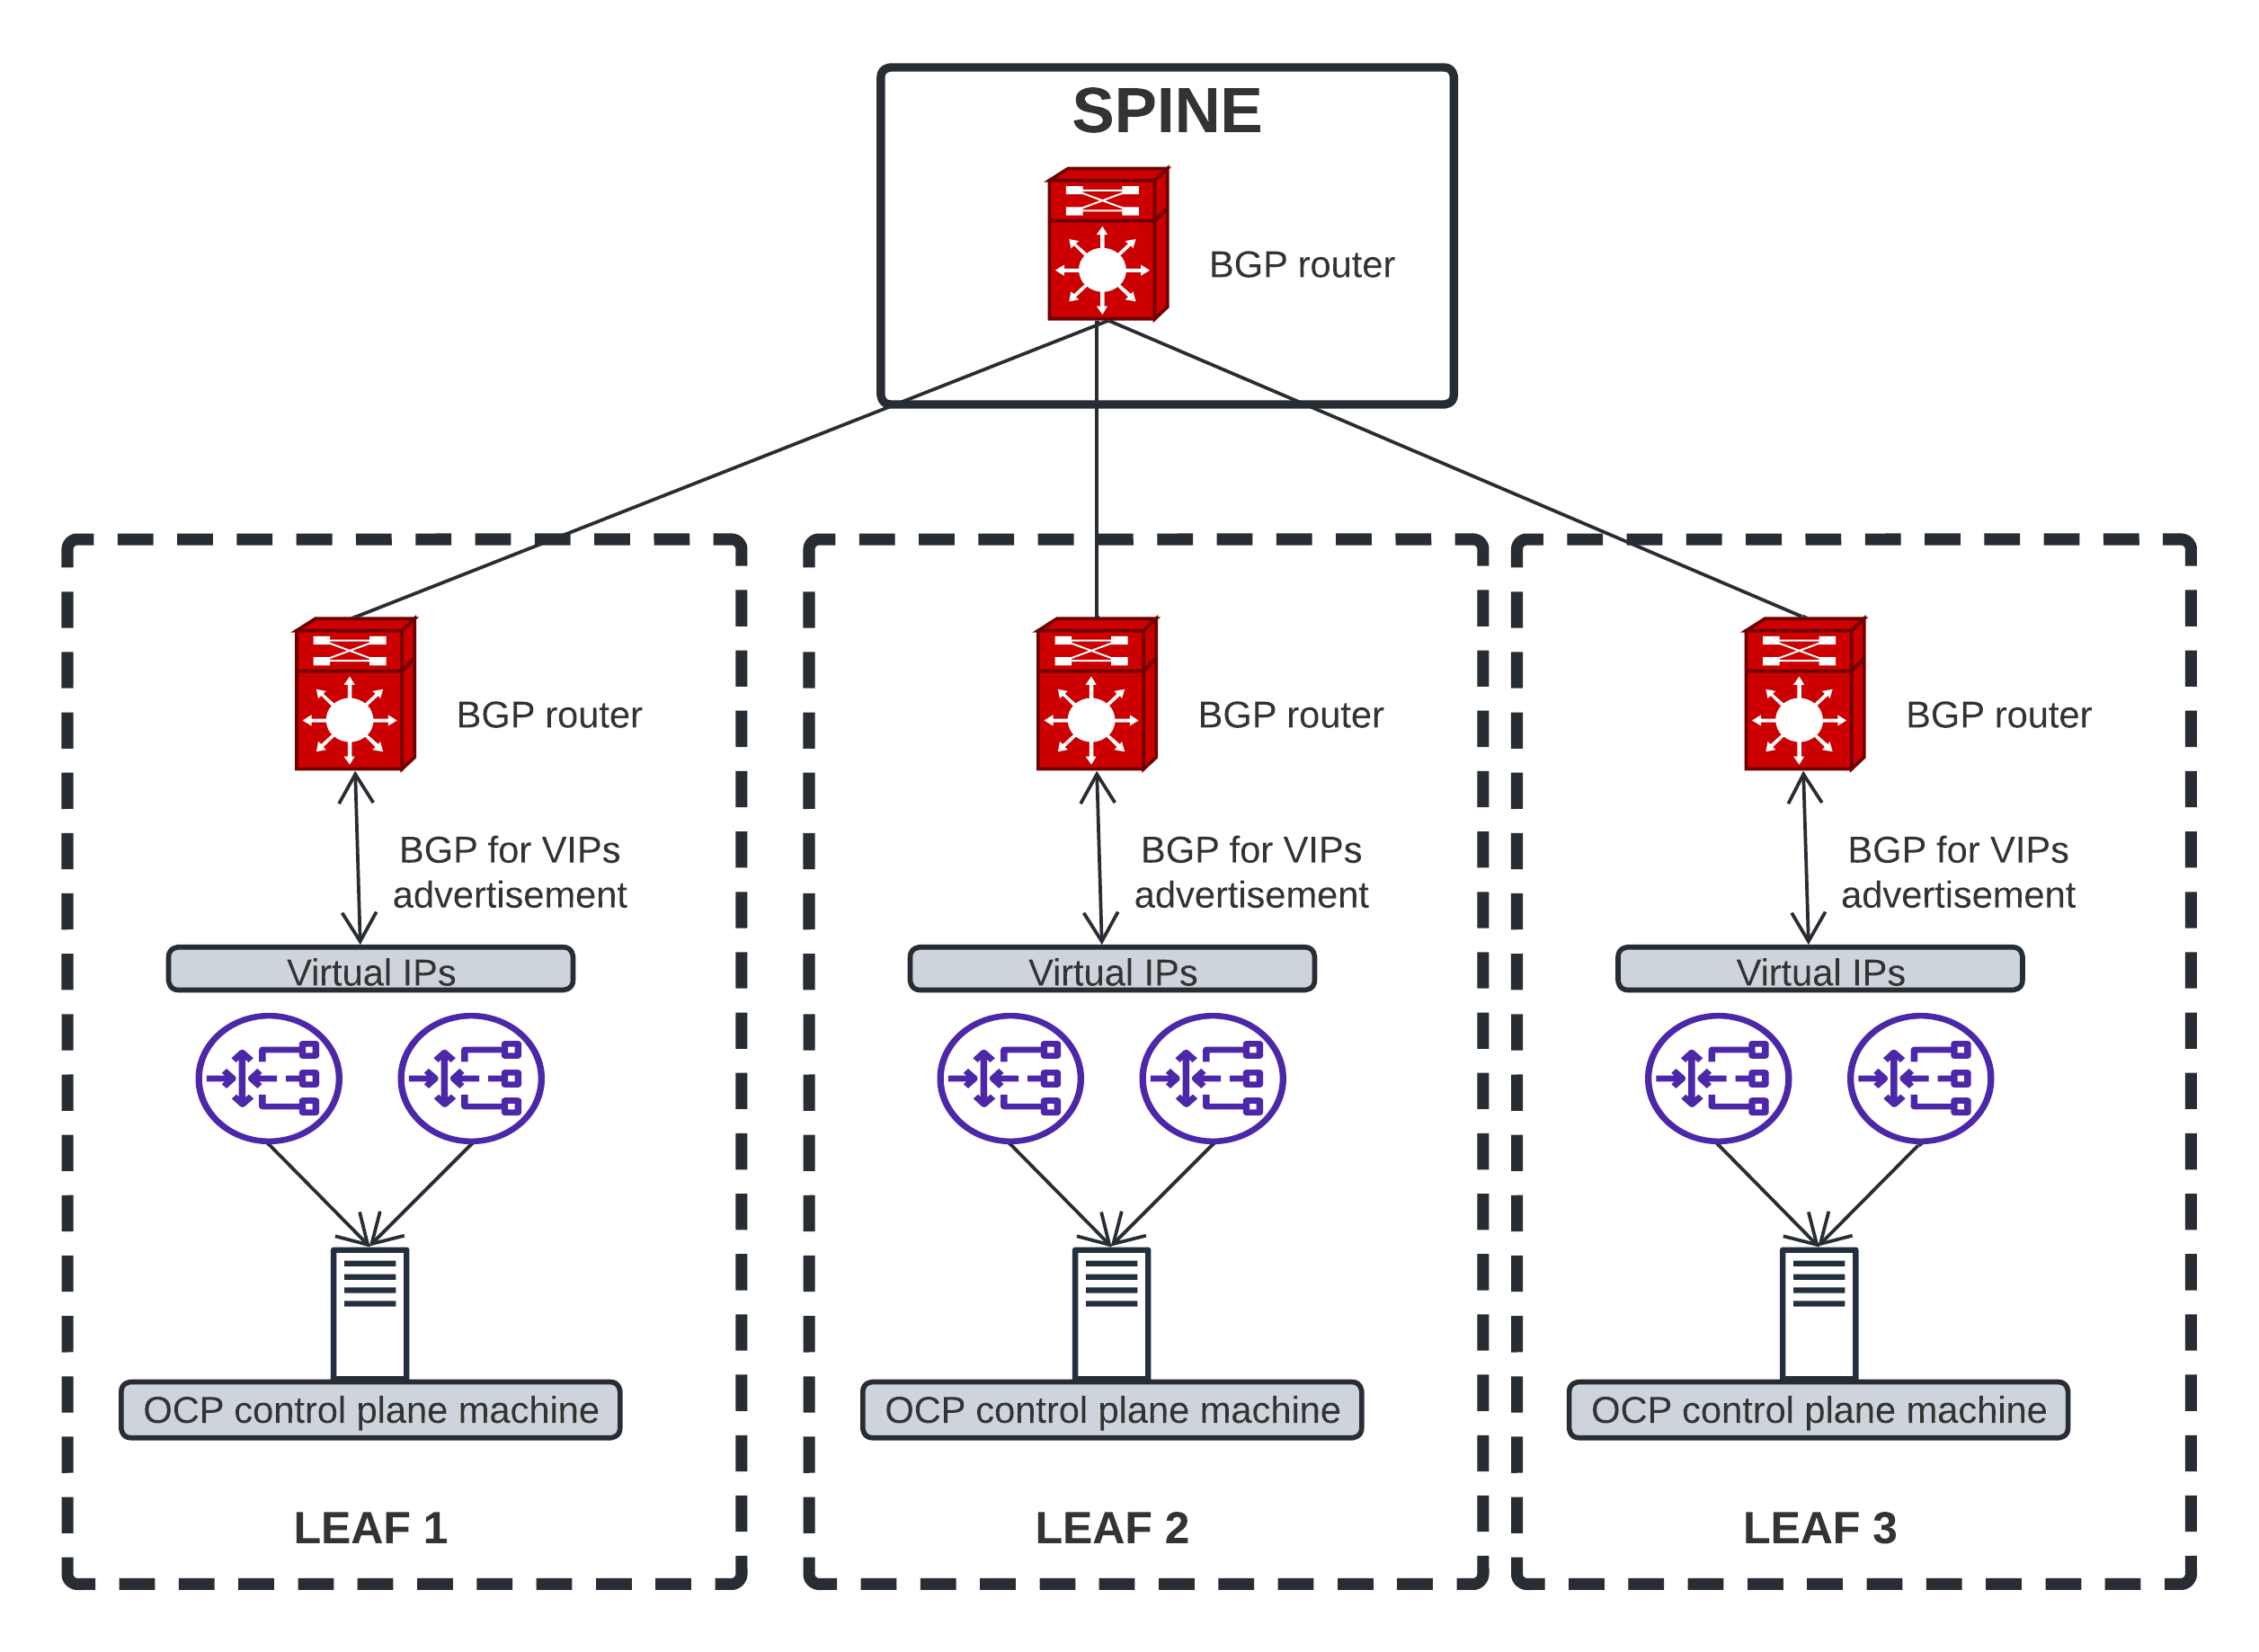 SPINE
BGP router
BGP router
BGP router
BGP router
BGP for VIPs
advertisement
BGP for VIPs
advertisement
BGP for VIPs
advertisement
Virtual IPs
Virtual IPs
Virtual IPs
OCP control plane machine
OCP control plane machine
OCP control plane machine
LEAF 1
LEAF 2
LEAF 3